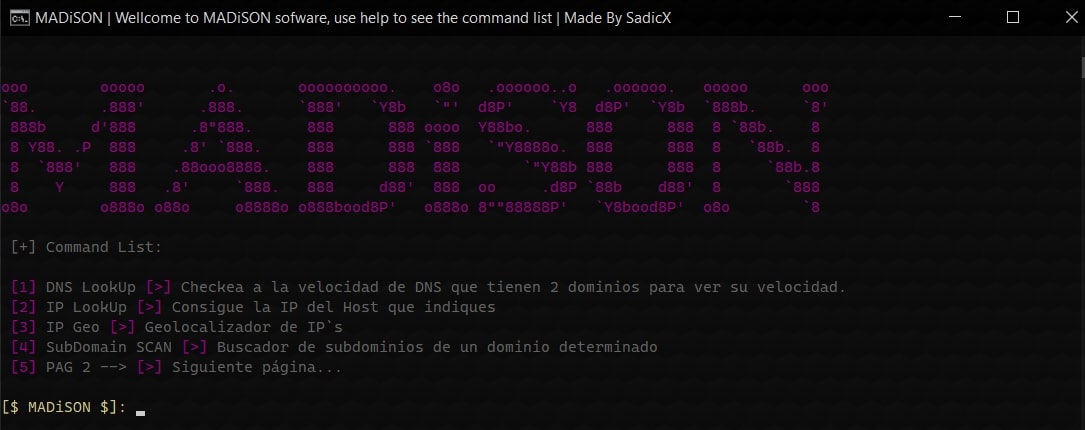 MADiSON | Wellcome to MADiSON sofware, use help to see the command list | Made By SadicX
MADiSON
[+] Command List:
[1] DNS LookUp [>] Checkea a la velocidad de DNS que tienen 2 dominios para ver su velocidad.
[2] IP LookUp [>] Consigue la IP del Host que indiques
[3] IP Geo [>] Geolocalizador de IP`s
[4] SubDomain SCAN [>] Buscador de subdominios de un dominio determinado
[5] PAG 2 --> [>] Siguiente página...
[$ MADiSON $]: